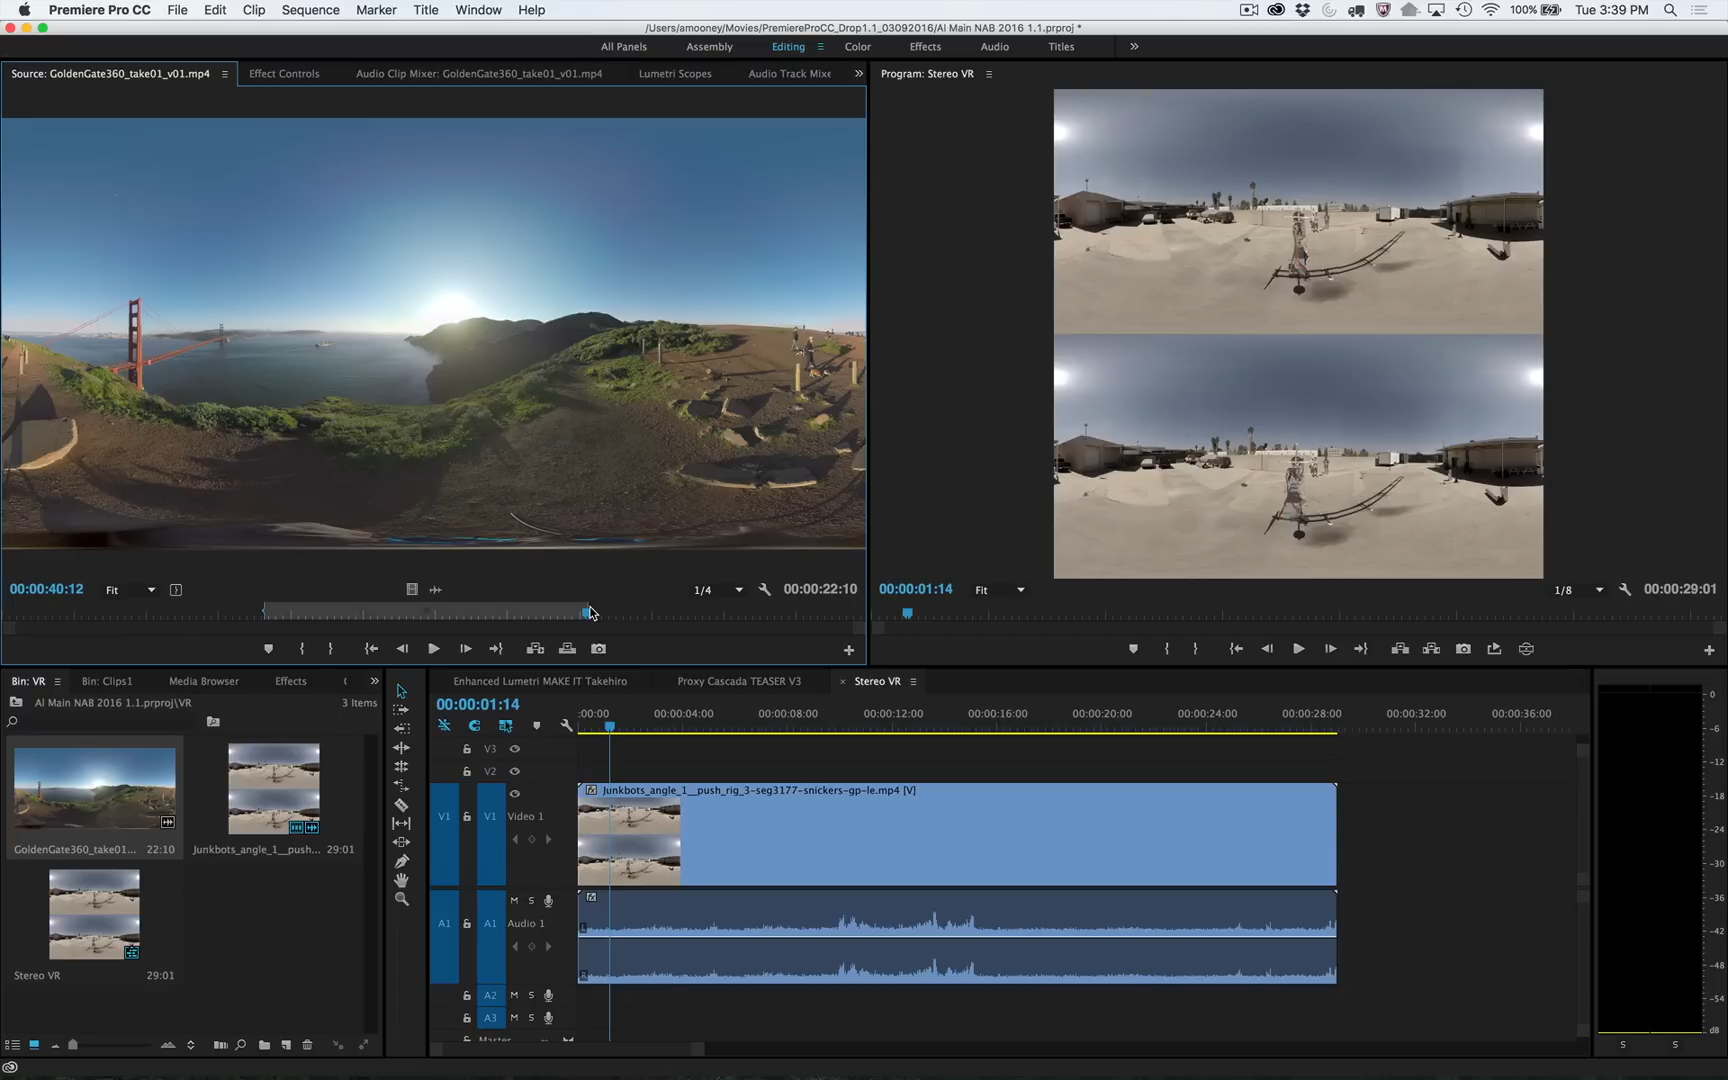 Premiere Pro CC File Edit Clip Sequence Marker Title Window Help 100% Tue 3:39 PM
/Users/amooney/Movies/PremiereProCC_Drop1.1_03092016/Al Main NAB 2016 1.1.prproj *
All Panels Assembly Editing Color Effects Audio Titles
Source: GoldenGate360_take01_v01.mp4 Effect Controls Audio Clip Mixer: GoldenGate360_take01_v01.mp4 Lumetri Scopes Audio Track Mixe
Program: Stereo VR
00:00:40:12 Fit 1/4 00:00:22:10
00:00:01:14 Fit 1/8 00:00:29:01
Bin: VR Bin: Clips1 Media Browser Effects
Al Main NAB 2016 1.1.prproj\VR 3 Items
GoldenGate360_take01... 22:10
Junkbots_angle_1__push... 29:01
Stereo VR 29:01
Enhanced Lumetri MAKE IT Takehiro Proxy Cascada TEASER V3 × Stereo VR
00:00:01:14
:00:00 00:00:04:00 00:00:08:00 00:00:12:00 00:00:16:00 00:00:20:00 00:00:24:00 00:00:28:00 00:00:32:00 00:00:36:00
V3
V2
Junkbots_angle_1__push_rig_3-seg3177-snickers-gp-le.mp4 [V]
V1 V1 Video 1
M S
A1 A1 Audio 1
L
R
A2 M S
A3 M S
Master
0
-6
-12
-18
-24
-30
-36
-42
-48
-54
dB
S S